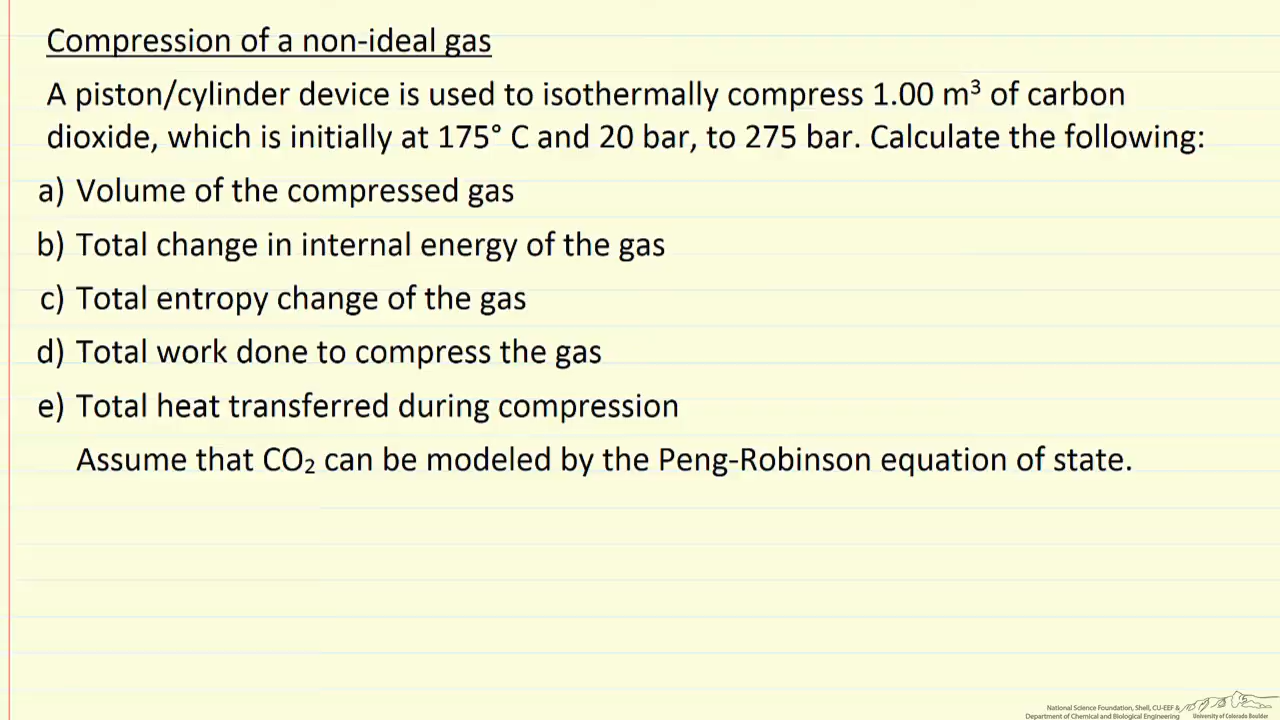 Compression of a non-ideal gas
A piston/cylinder device is used to isothermally compress 1.00 m³ of carbon
dioxide, which is initially at 175° C and 20 bar, to 275 bar. Calculate the following:
a) Volume of the compressed gas
b) Total change in internal energy of the gas
c) Total entropy change of the gas
d) Total work done to compress the gas
e) Total heat transferred during compression
Assume that CO₂ can be modeled by the Peng-Robinson equation of state.
National Science Foundation, Shell, CU-EEF &
Department of Chemical and Biological Engineering
University of Colorado Boulder